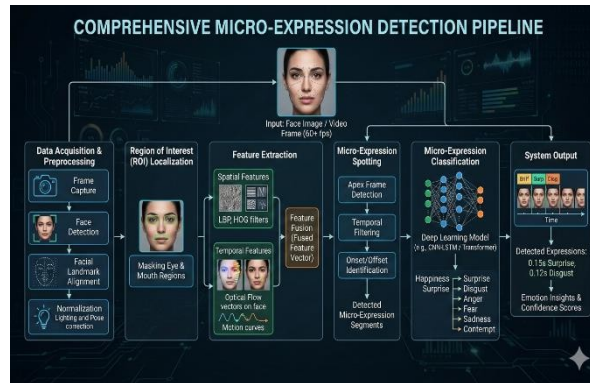 COMPREHENSIVE MICRO-EXPRESSION DETECTION PIPELINE
Input: Face Image / Video
Frame (60+ fps)
Data Acquisition &
Preprocessing
Frame
Capture
Face
Detection
Facial
Landmark
Alignment
Normalization
Lighting and Pose
Region of Interest
(ROI) Localization
Masking Eye &
Mouth Regions
Feature Extraction
Spatial Features
LBP, HOG filters
Temporal Features
Optical Flow
vectors on face
Motion curves
Feature
Fusion
(Fused
Feature
Vector)
Micro-Expression
Spotting
Apex Frame
Detection
Temporal
Filtering
Onset/Offset
Identification
Detected
Micro-Expression
Segments
Micro-Expression
Classification
Deep Learning Model
(e.g, CNN-LSTM / Transformer)
Happiness
Surprise
Surprise
Disgust
Anger
Fear
Sadness
Contempt
System Output
Surp
Time
Detected Expressions:
0.15s Surprise,
0.12s Disgust
Emotion Insights &
Confidence Scores